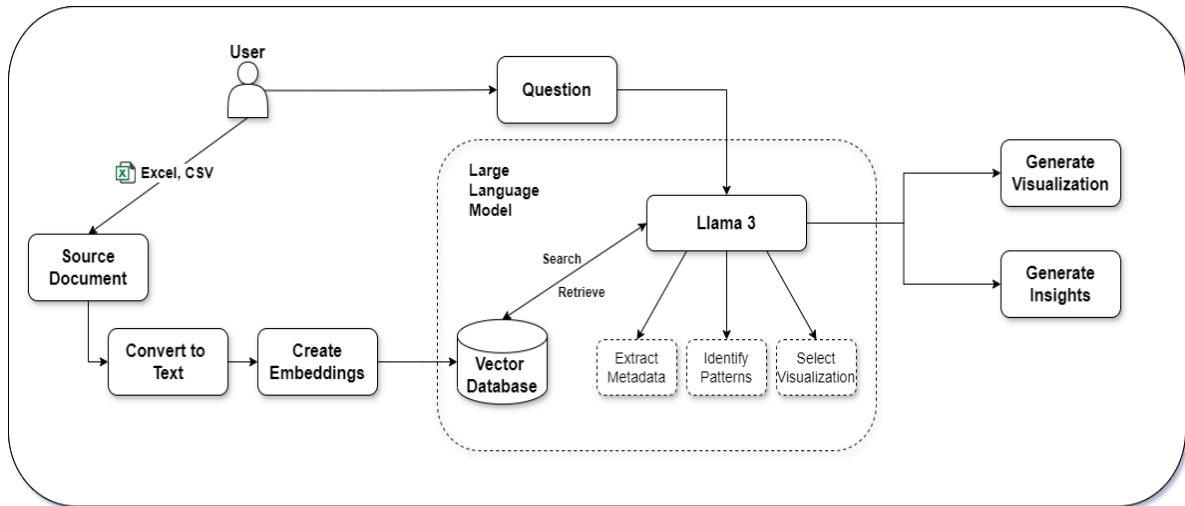 User
Question
Excel, CSV
Large
Language
Model
Generate
Visualization
Llama 3
Source
Document
Search
Retrieve
Generate
Insights
Convert to
Text
Create
Embeddings
Vector
Database
Extract
Metadata
Identify
Patterns
Select
Visualization